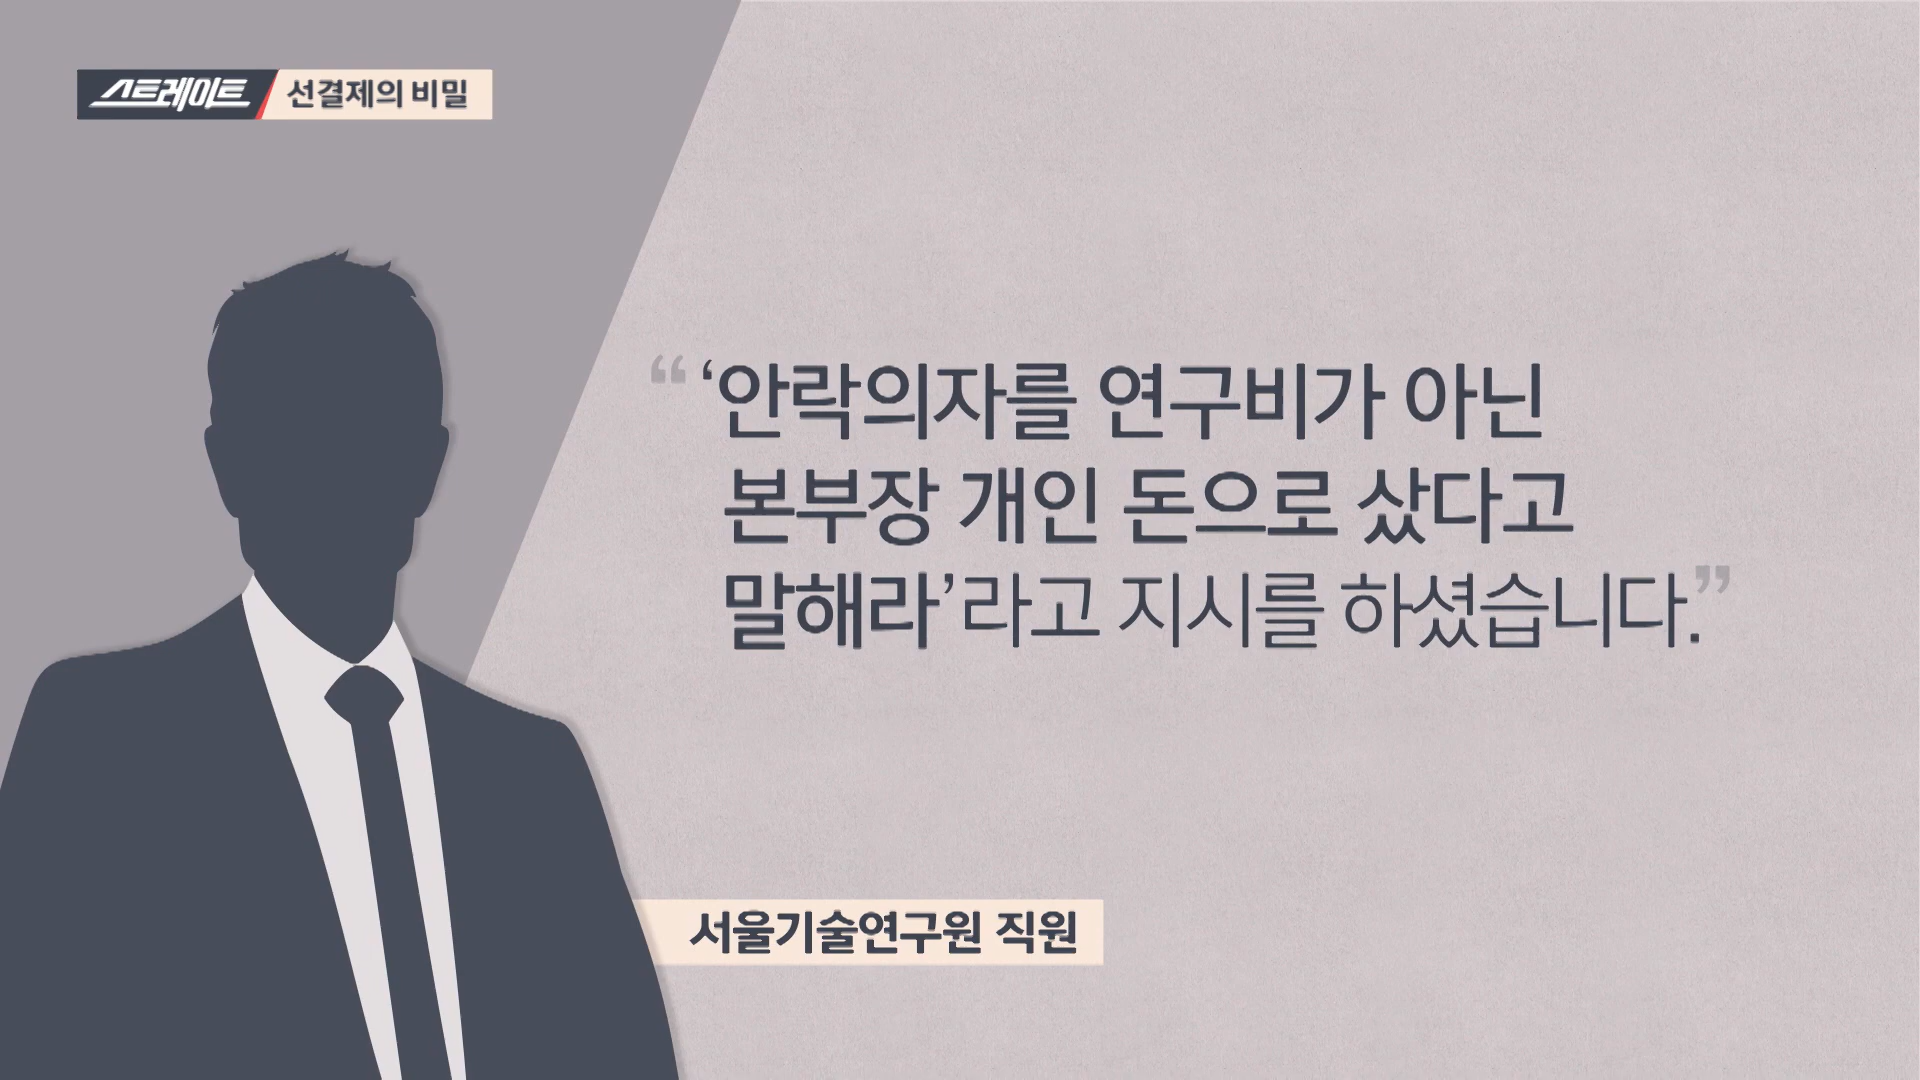 스트레이트 선결제의 비밀
“‘안락의자를 연구비가 아닌
본부장 개인 돈으로 샀다고
말해라’라고 지시를 하셨습니다.”
서울기술연구원 직원